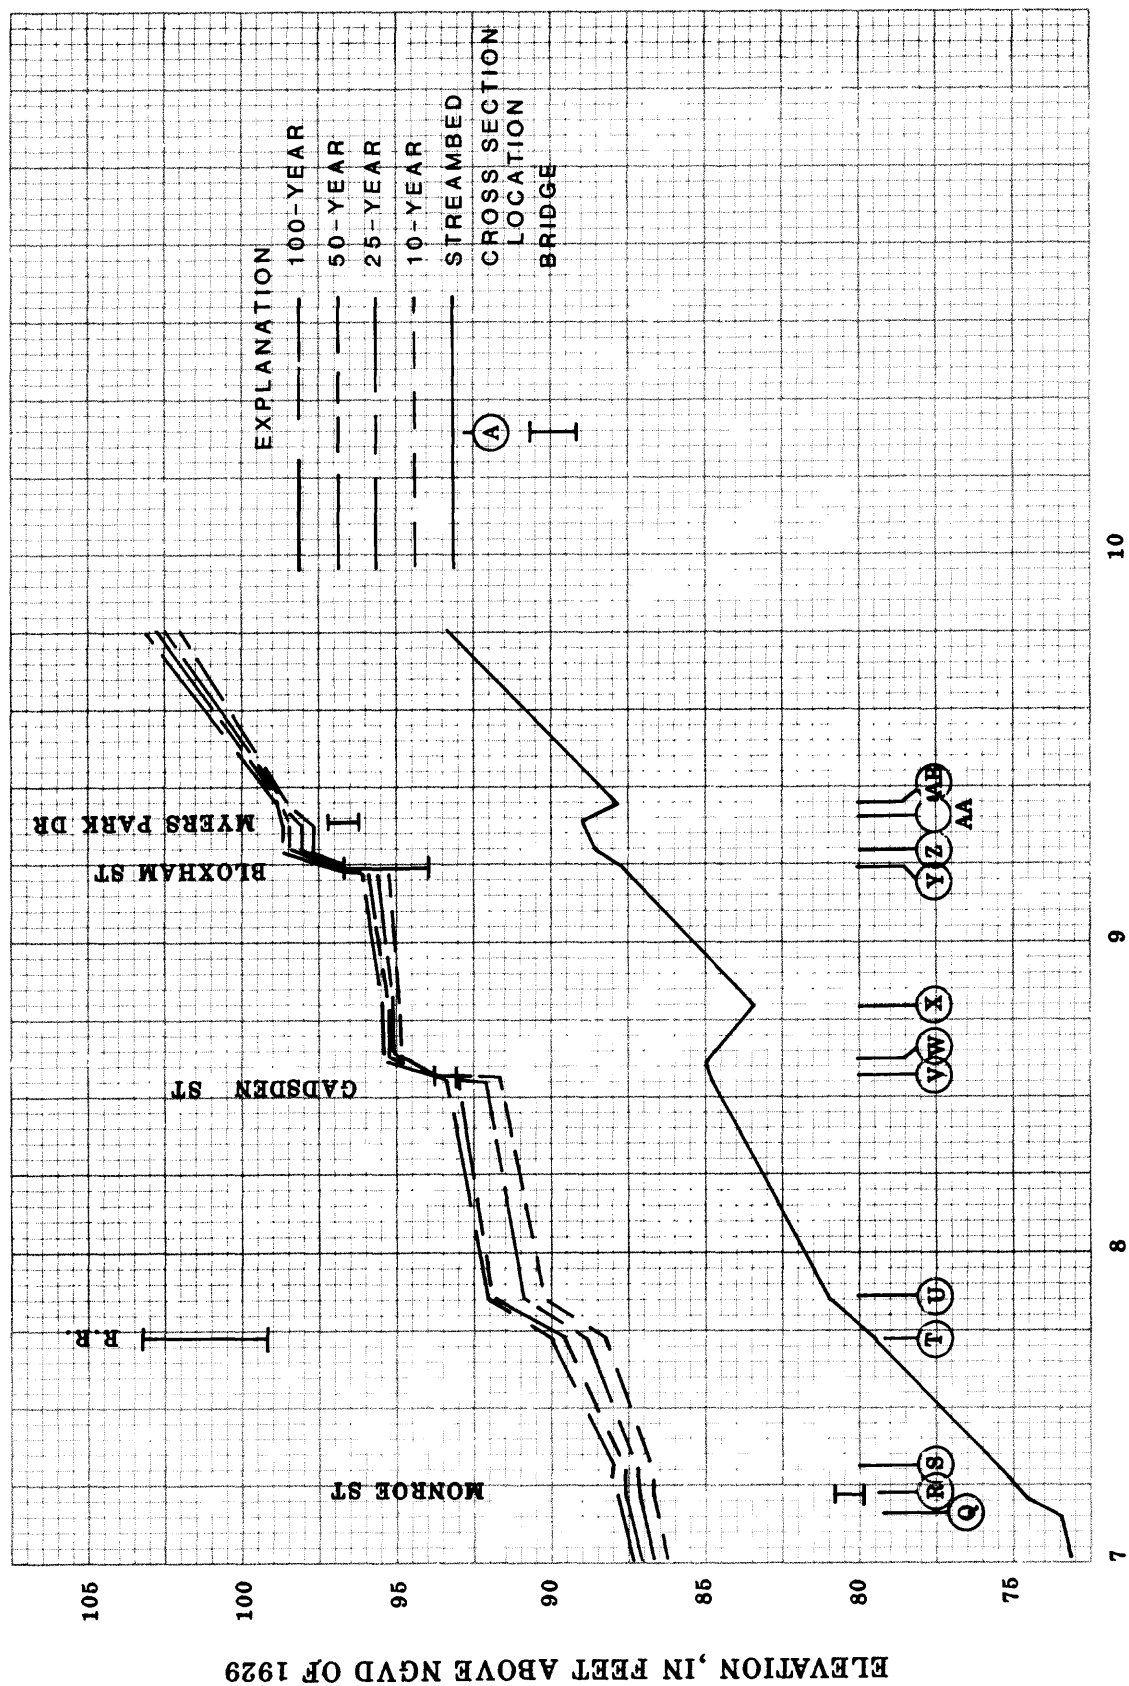 EXPLANATION
100-YEAR
50-YEAR
25-YEAR
10-YEAR
STREAMBED
CROSS SECTION
LOCATION
BRIDGE
A
MONROE ST
R.R.
GADSDEN ST
BLOXHAM ST
MYERS PARK DR
ELEVATION, IN FEET ABOVE NGVD OF 1929
105
100
95
90
85
80
75
Q
R
S
T
U
V
W
X
Y
Z
AA
AB
7
8
9
10